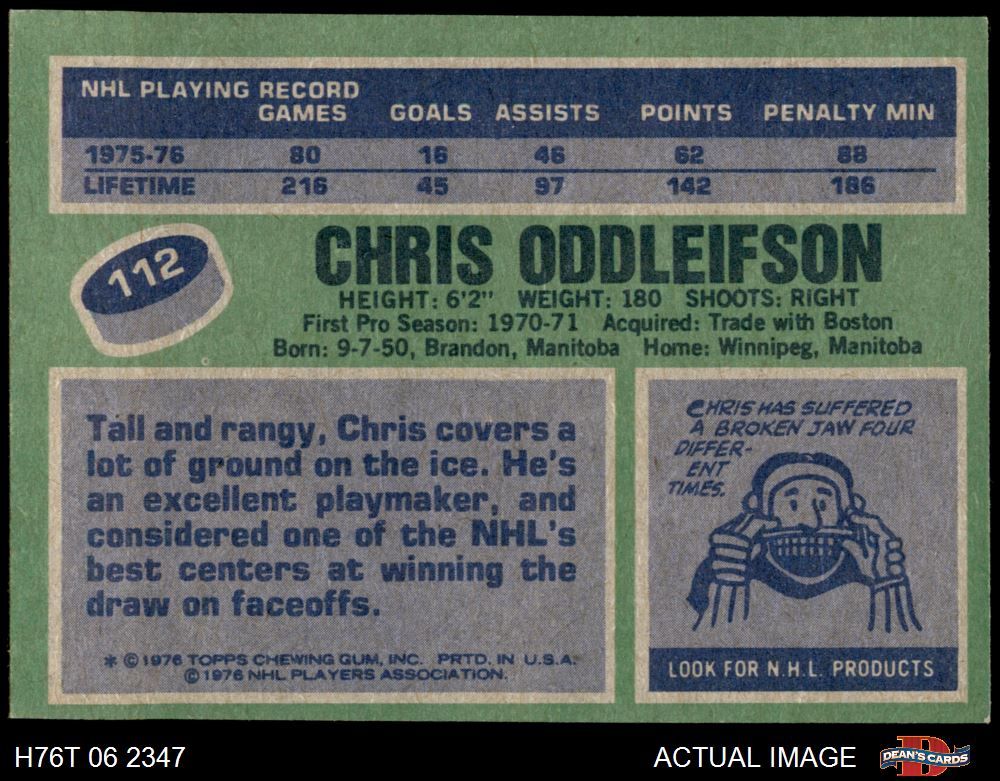 NHL PLAYING RECORD
GAMES GOALS ASSISTS POINTS PENALTY MIN
1975-76 80 16 46 62 88
LIFETIME 216 45 97 142 186
112
CHRIS ODDLEIFSON
HEIGHT: 6'2" WEIGHT: 180 SHOOTS: RIGHT
First Pro Season: 1970-71 Acquired: Trade with Boston
Born: 9-7-50, Brandon, Manitoba Home: Winnipeg, Manitoba
Tall and rangy, Chris covers a
lot of ground on the ice. He's
an excellent playmaker, and
considered one of the NHL's
best centers at winning the
draw on faceoffs.
* © 1976 TOPPS CHEWING GUM, INC. PRTD. IN U.S.A.
© 1976 NHL PLAYERS ASSOCIATION.
CHRIS HAS SUFFERED
A BROKEN JAW FOUR
DIFFER-
ENT
TIMES.
LOOK FOR N.H.L. PRODUCTS
H76T 06 2347
ACTUAL IMAGE
DEAN'S CARDS